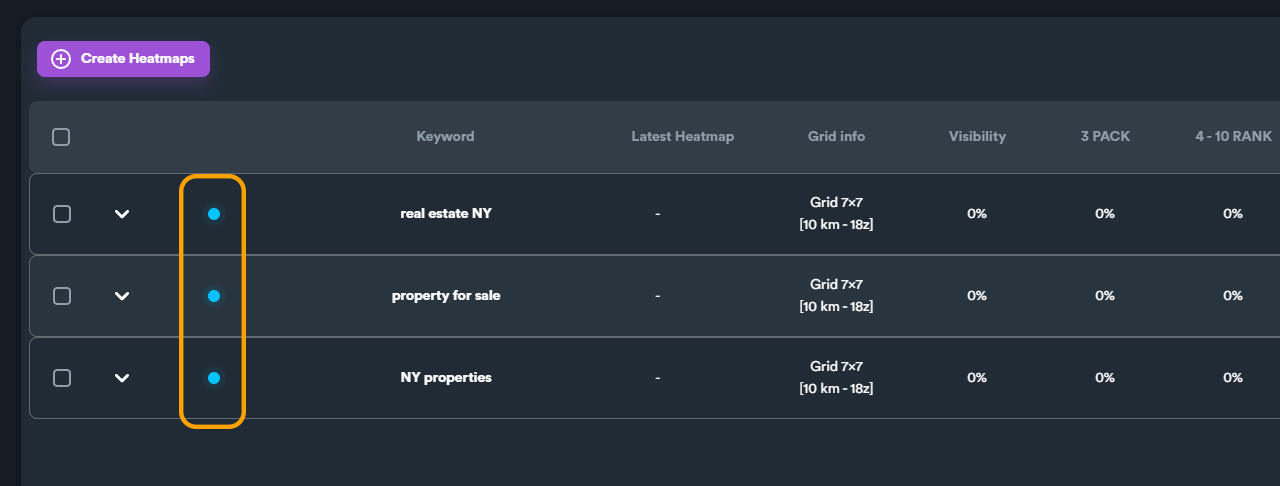 Create Heatmaps
Keyword Latest Heatmap Grid info Visibility 3 PACK 4 - 10 RANK
real estate NY - Grid 7×7 0% 0% 0%
[10 km - 18z]
property for sale - Grid 7×7 0% 0% 0%
[10 km - 18z]
NY properties - Grid 7×7 0% 0% 0%
[10 km - 18z]